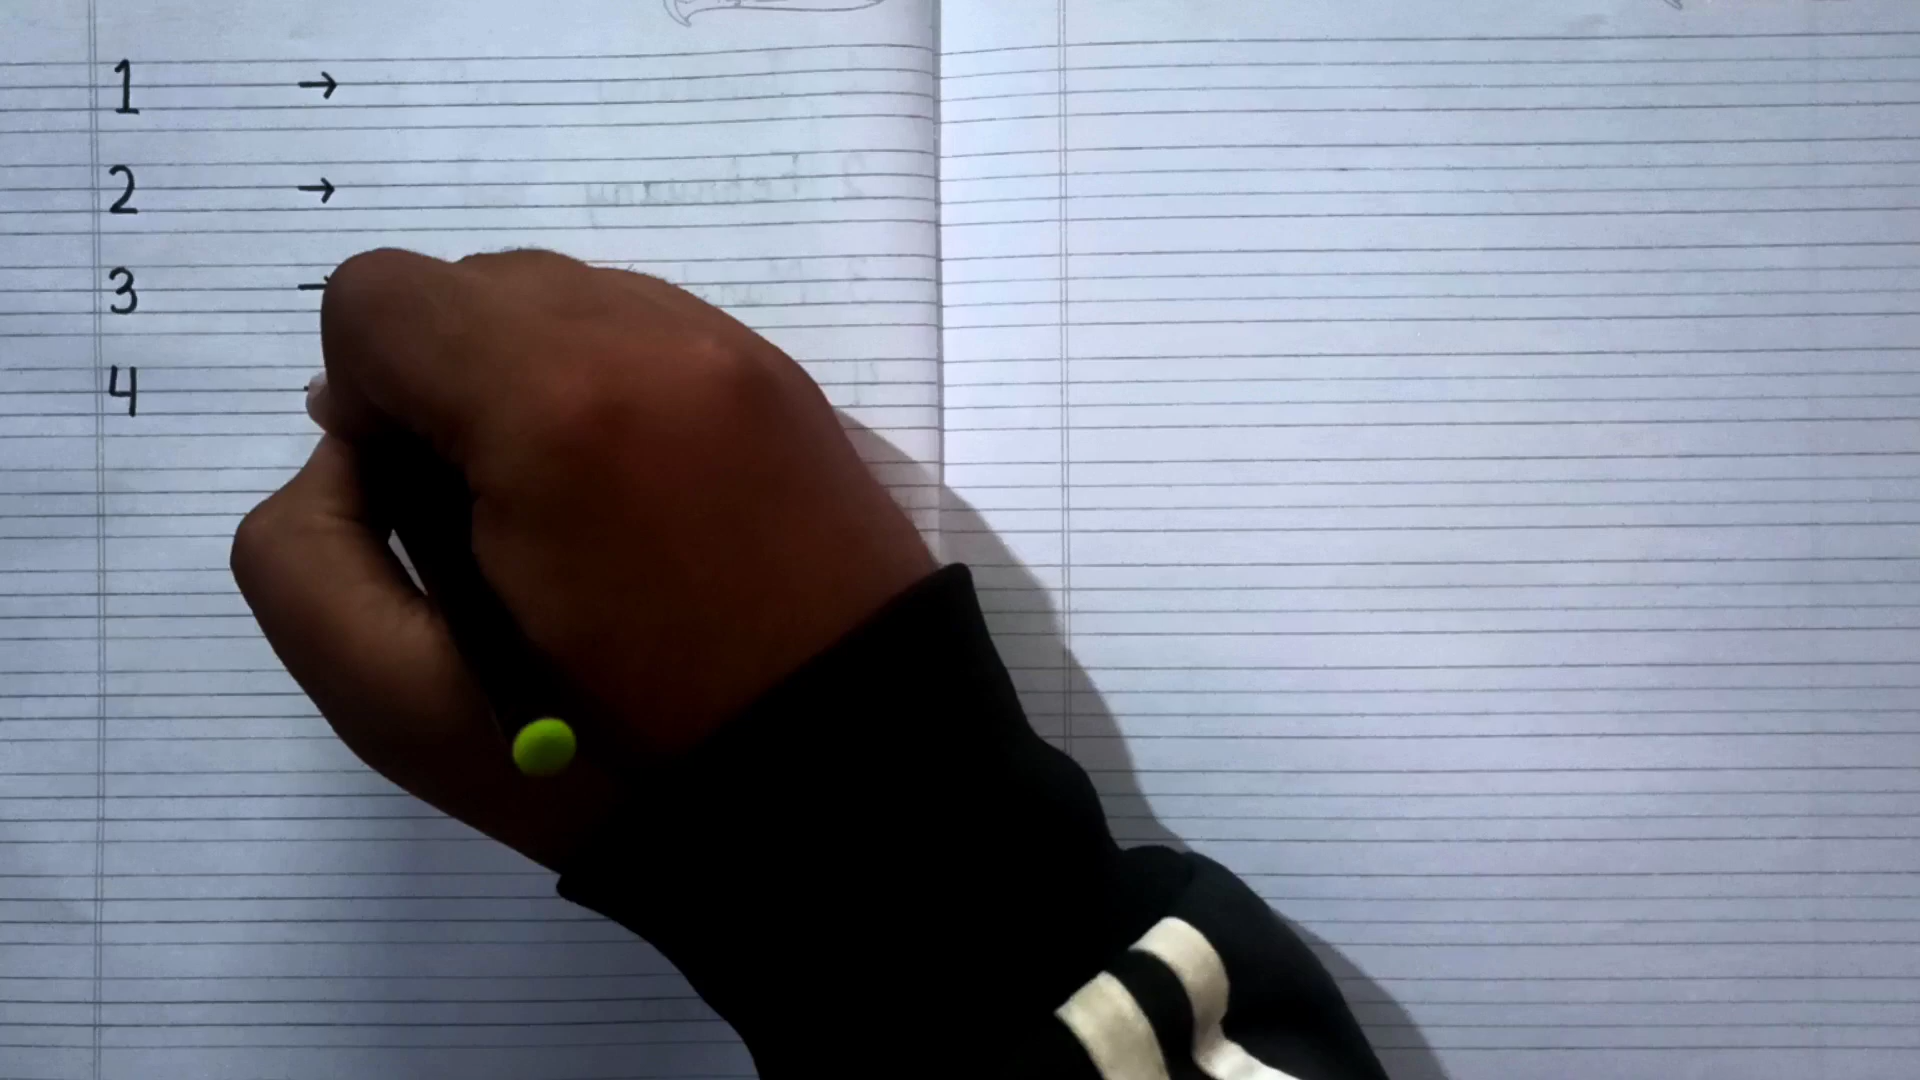 1 →
2 →
3 →
4